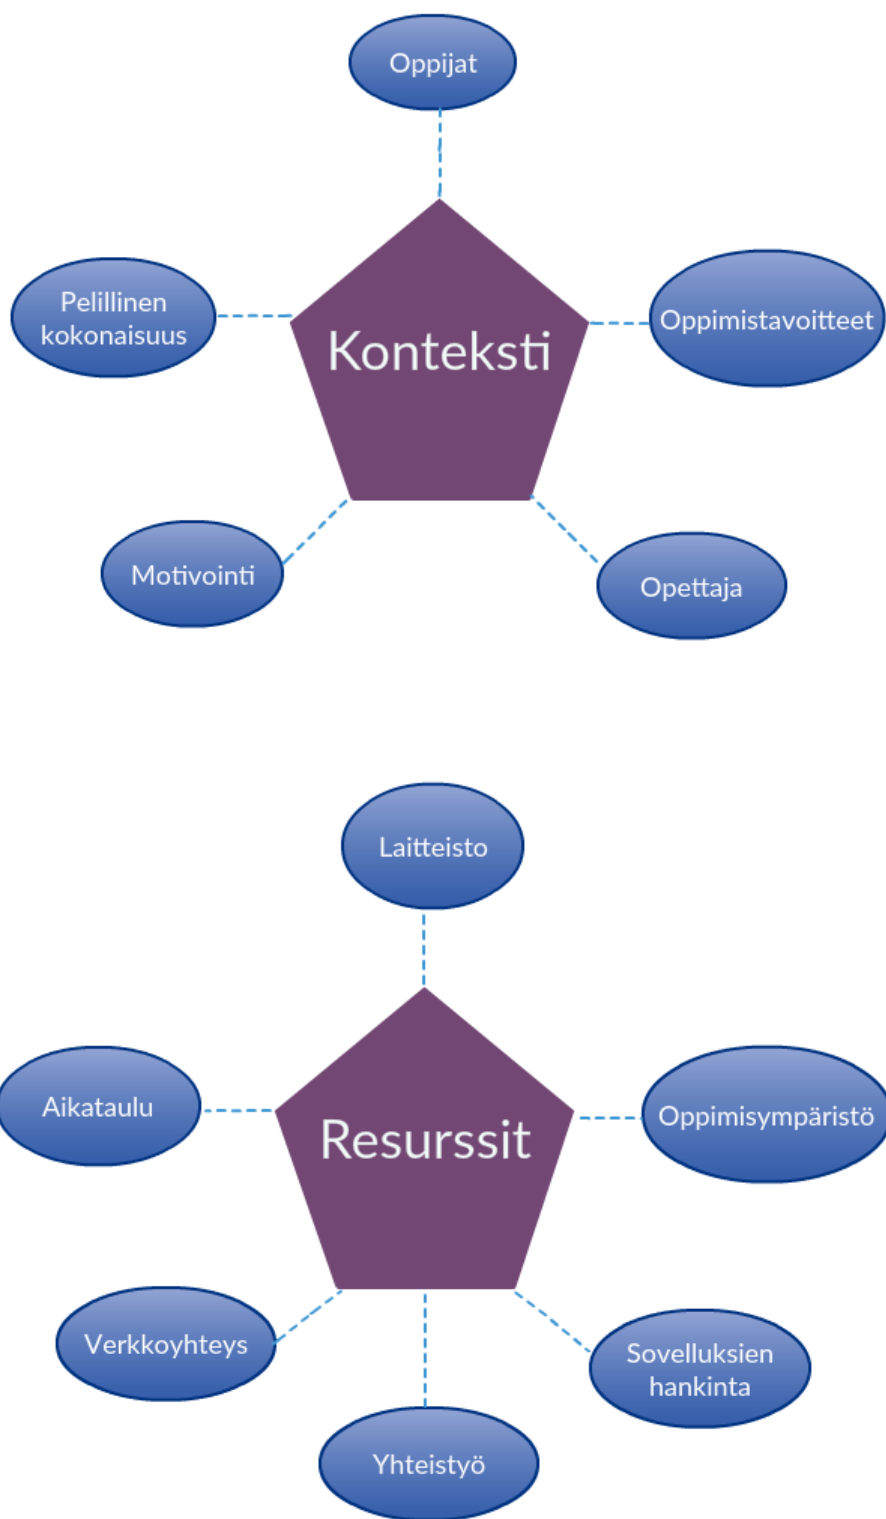 Oppijat
Pelillinen
kokonaisuus
Oppimistavoitteet
Konteksti
Motivointi
Opettaja
Laitteisto
Aikataulu
Oppimisympäristö
Resurssit
Verkkoyhteys
Sovelluksien
hankinta
Yhteistyö